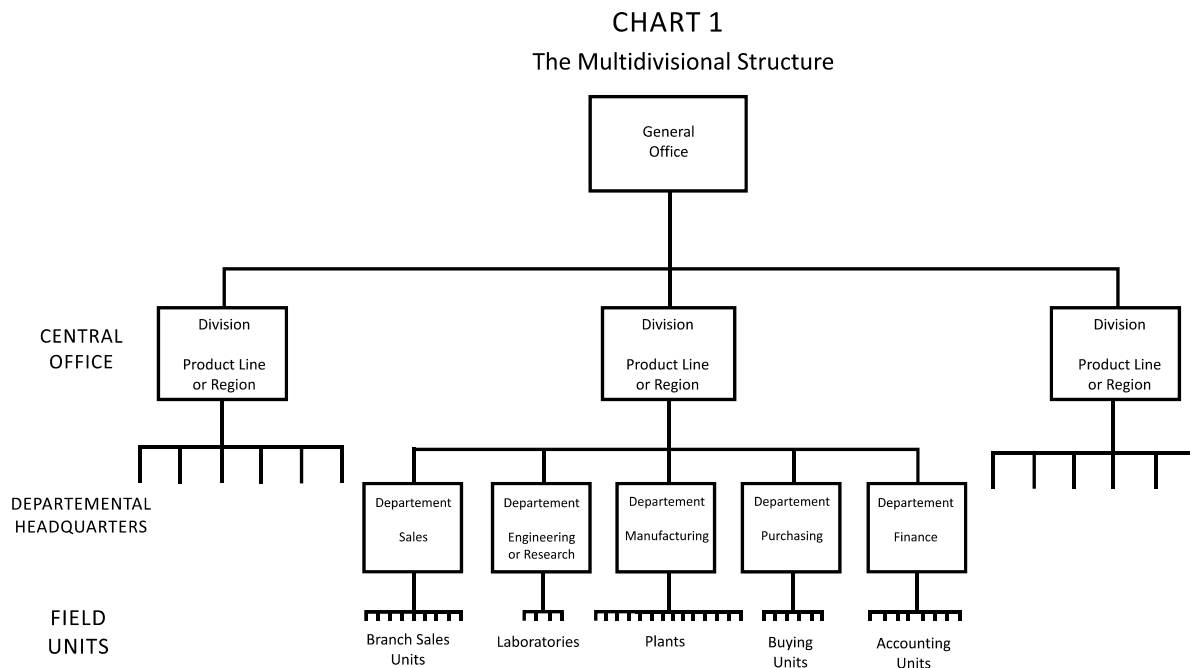 CHART 1
The Multidivisional Structure
General
Office
CENTRAL
OFFICE
Division
Product Line
or Region
Division
Product Line
or Region
Division
Product Line
or Region
DEPARTEMENTAL
HEADQUARTERS
Departement
Sales
Departement
Engineering
or Research
Departement
Manufacturing
Departement
Purchasing
Departement
Finance
FIELD
UNITS
Branch Sales
Units
Laboratories
Plants
Buying
Units
Accounting
Units